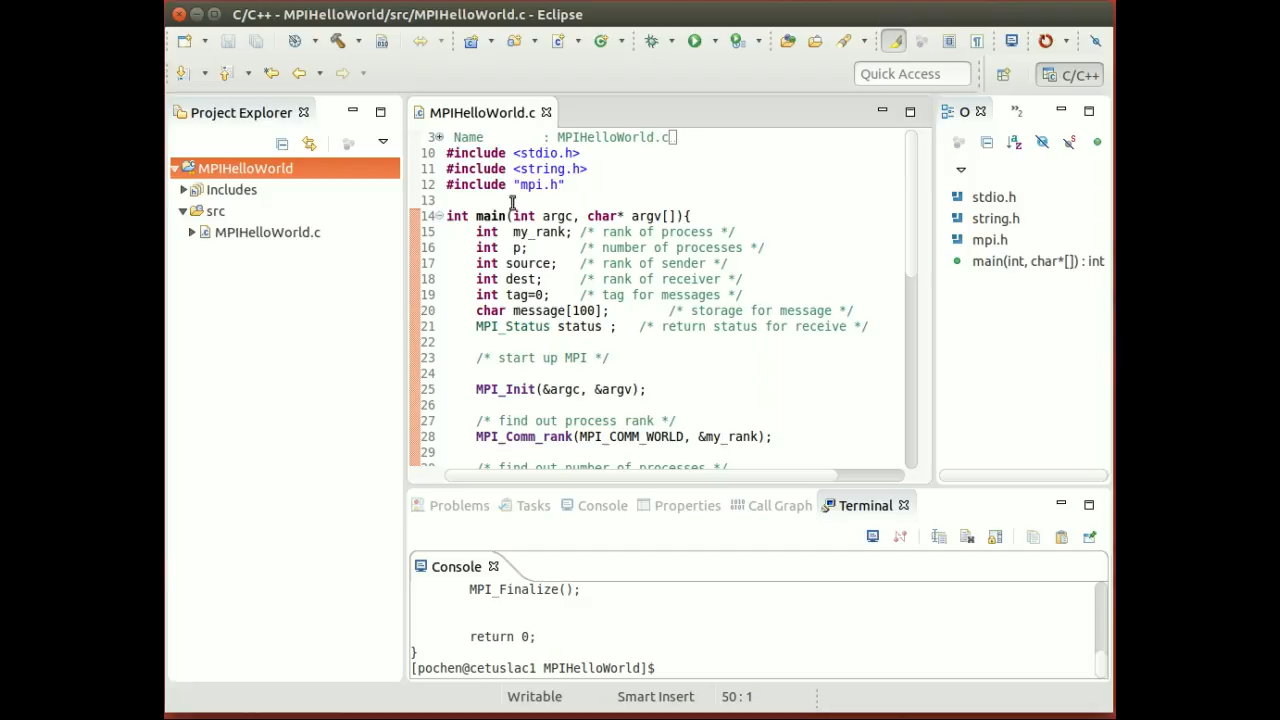 C/C++ - MPIHelloWorld/src/MPIHelloWorld.c - Eclipse
Quick Access
C/C++
Project Explorer
MPIHelloWorld
Includes
src
MPIHelloWorld.c
MPIHelloWorld.c
3 Name : MPIHelloWorld.c
10 #include <stdio.h>
11 #include <string.h>
12 #include "mpi.h"
13
14 int main(int argc, char* argv[]){
15 int my_rank; /* rank of process */
16 int p; /* number of processes */
17 int source; /* rank of sender */
18 int dest; /* rank of receiver */
19 int tag=0; /* tag for messages */
20 char message[100]; /* storage for message */
21 MPI_Status status ; /* return status for receive */
22
23 /* start up MPI */
24
25 MPI_Init(&argc, &argv);
26
27 /* find out process rank */
28 MPI_Comm_rank(MPI_COMM_WORLD, &my_rank);
29
/* find out number of processes */
O
»2
stdio.h
string.h
mpi.h
main(int, char*[]) : int
Problems Tasks Console Properties Call Graph Terminal
Console
MPI_Finalize();
return 0;
}
[pochen@cetuslac1 MPIHelloWorld]$
Writable Smart Insert 50 : 1